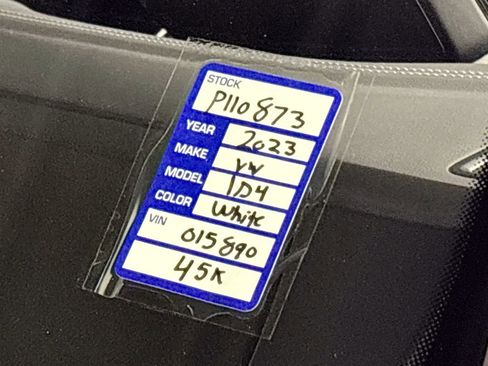 STOCK
P110873
YEAR 2023
MAKE VW
MODEL ID4
COLOR White
VIN 015890
45K